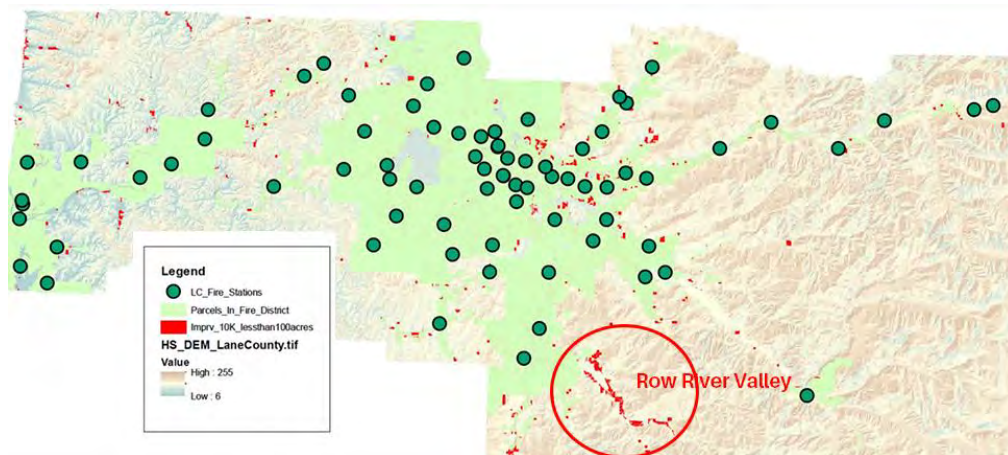 Legend
LC_Fire_Stations
Parcels_In_Fire_District
Imprv_10K_lessthan100acres
HS_DEM_LaneCounty.tif
Value
High : 255
Low : 6
Row River Valley